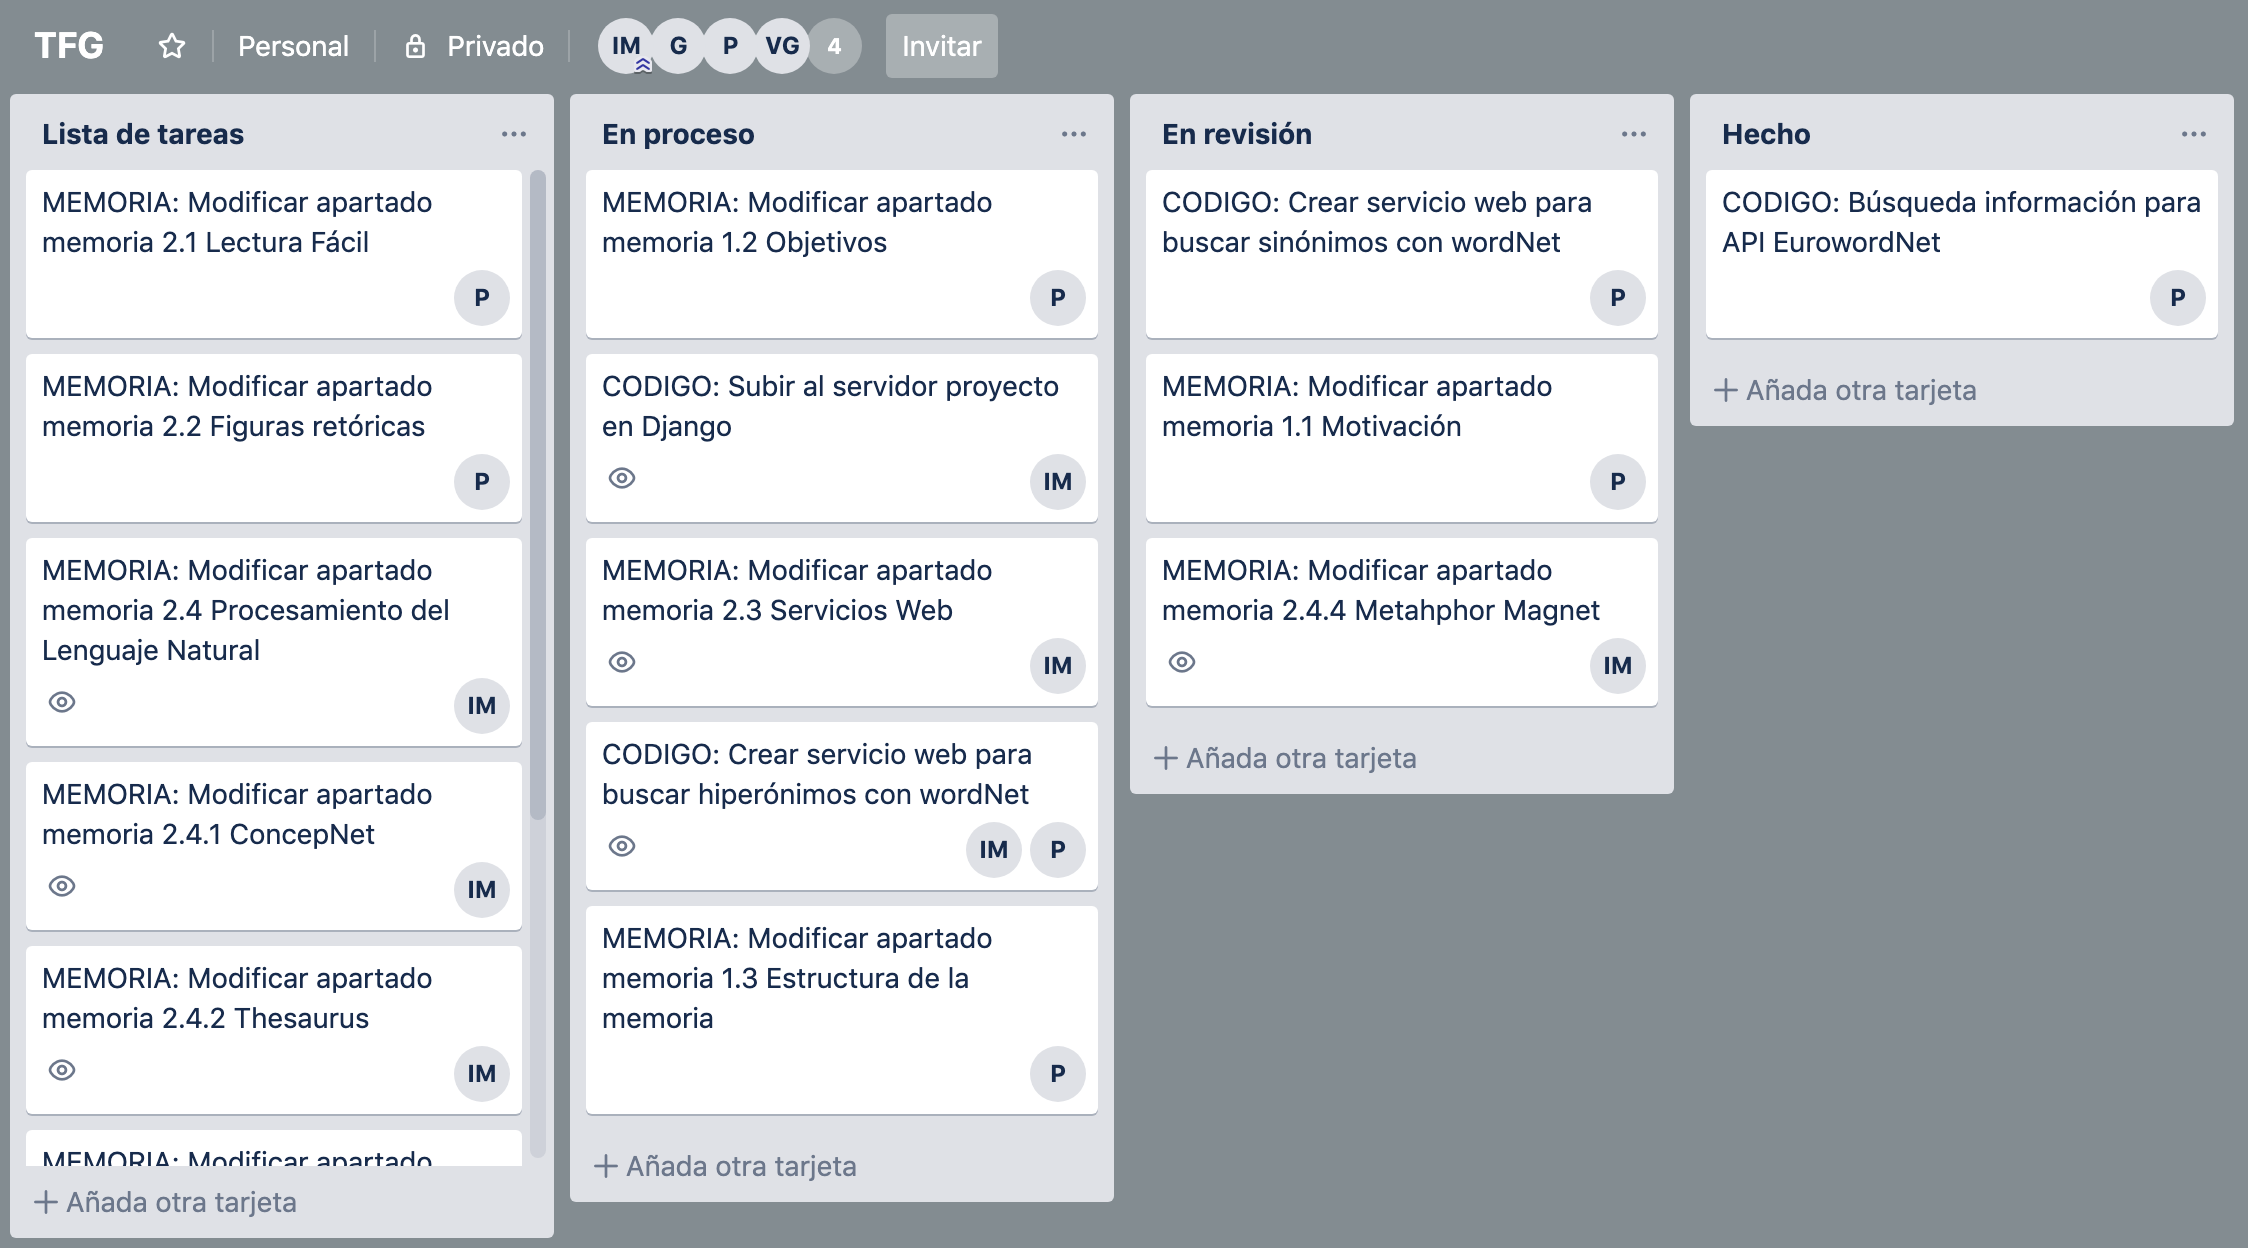 TFG
Personal
Privado
IM
G
P
VG
4
Invitar
Lista de tareas
MEMORIA: Modificar apartado
memoria 2.1 Lectura Fácil
P
MEMORIA: Modificar apartado
memoria 2.2 Figuras retóricas
P
MEMORIA: Modificar apartado
memoria 2.4 Procesamiento del
Lenguaje Natural
IM
MEMORIA: Modificar apartado
memoria 2.4.1 ConcepNet
IM
MEMORIA: Modificar apartado
memoria 2.4.2 Thesaurus
IM
MEMORIA: Modificar apartado
Añada otra tarjeta
En proceso
MEMORIA: Modificar apartado
memoria 1.2 Objetivos
P
CODIGO: Subir al servidor proyecto
en Django
IM
MEMORIA: Modificar apartado
memoria 2.3 Servicios Web
IM
CODIGO: Crear servicio web para
buscar hiperónimos con wordNet
IM
P
MEMORIA: Modificar apartado
memoria 1.3 Estructura de la
memoria
P
Añada otra tarjeta
En revisión
CODIGO: Crear servicio web para
buscar sinónimos con wordNet
P
MEMORIA: Modificar apartado
memoria 1.1 Motivación
P
MEMORIA: Modificar apartado
memoria 2.4.4 Metahphor Magnet
IM
Añada otra tarjeta
Hecho
CODIGO: Búsqueda información para
API EurowordNet
P
Añada otra tarjeta